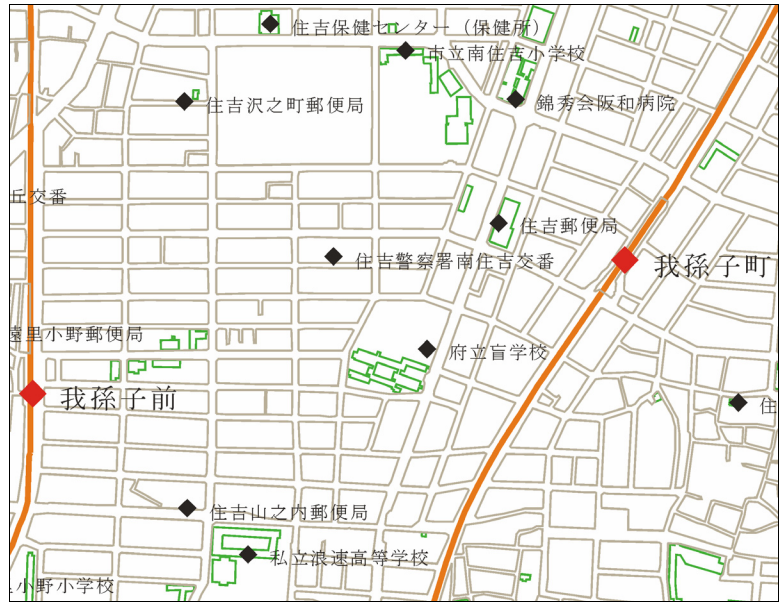 住吉保健センター（保健所）
市立南住吉小学校
住吉沢之町郵便局
錦秀会阪和病院
丘交番
住吉郵便局
住吉警察署南住吉交番
我孫子町
遠里小野郵便局
府立盲学校
我孫子前
住
住吉山之内郵便局
私立浪速高等学校
小野小学校